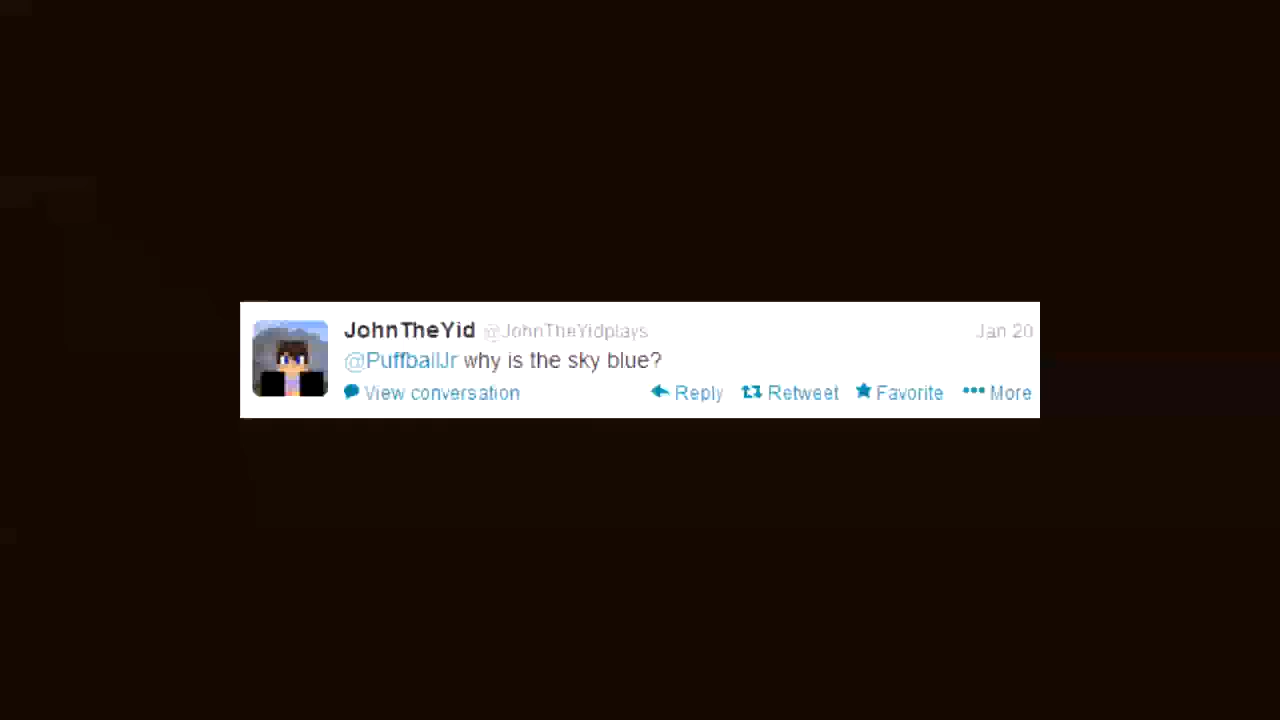 JohnTheYid @JohnTheYidplays Jan 20
@PuffballJr why is the sky blue?
View conversation Reply Retweet Favorite More